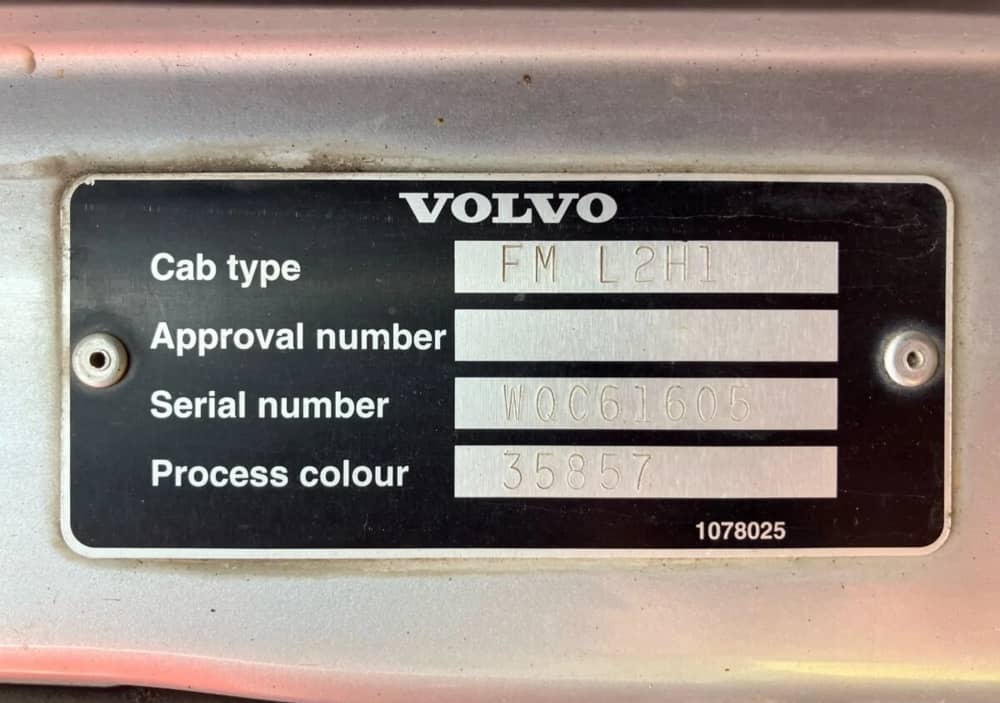 VOLVO
Cab type FM L2H1
Approval number
Serial number WQC61605
Process colour 35857
1078025